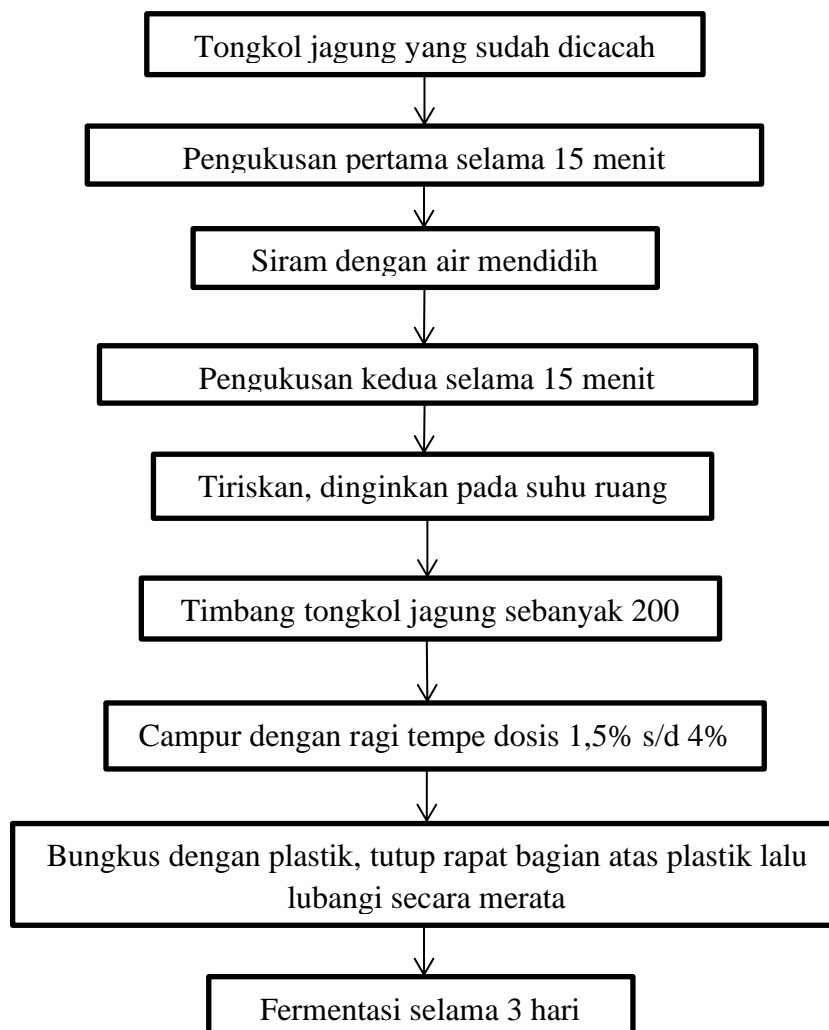 Tongkol jagung yang sudah dicacah
Pengukusan pertama selama 15 menit
Siram dengan air mendidih
Pengukusan kedua selama 15 menit
Tiriskan, dinginkan pada suhu ruang
Timbang tongkol jagung sebanyak 200
Campur dengan ragi tempe dosis 1,5% s/d 4%
Bungkus dengan plastik, tutup rapat bagian atas plastik lalu
lubangi secara merata
Fermentasi selama 3 hari